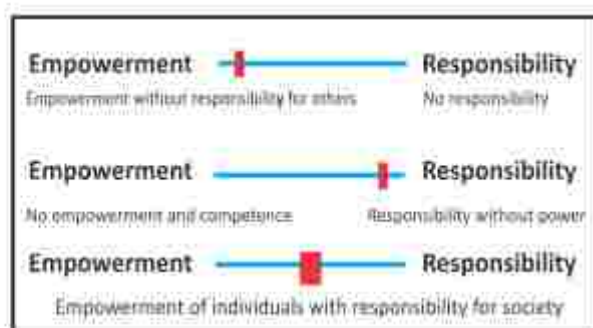 Empowerment Responsibility
Empowerment without responsibility for others No responsibility
Empowerment Responsibility
No empowerment and competence Responsibility without power
Empowerment Responsibility
Empowerment of individuals with responsibility for society